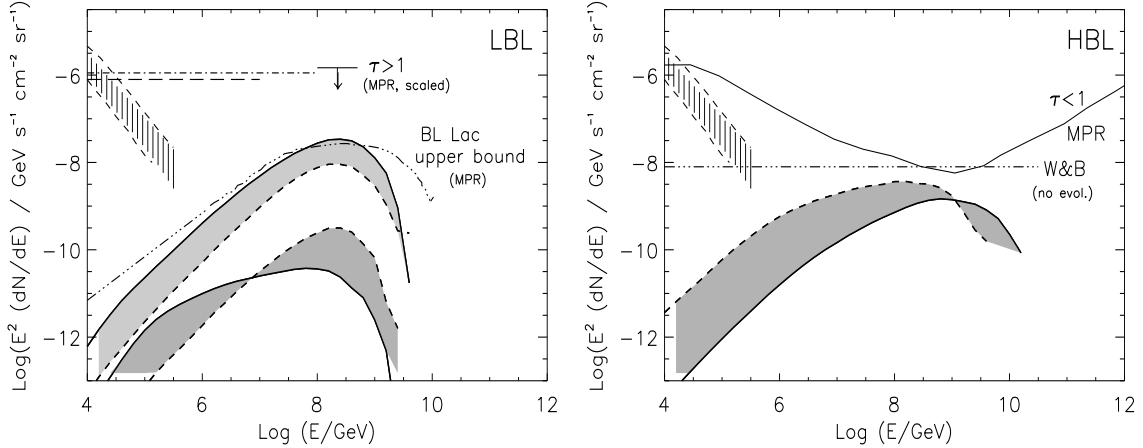 Log(E² (dN/dE) / GeV s⁻¹ cm⁻² sr⁻¹)
-6
-8
-10
-12
LBL
τ>1
(MPR, scaled)
BL Lac
upper bound
(MPR)
4 6 8 10 12
Log (E/GeV)
Log(E² (dN/dE) / GeV s⁻¹ cm⁻² sr⁻¹)
-6
-8
-10
-12
HBL
τ<1
MPR
W&B
(no evol.)
4 6 8 10 12
Log (E/GeV)